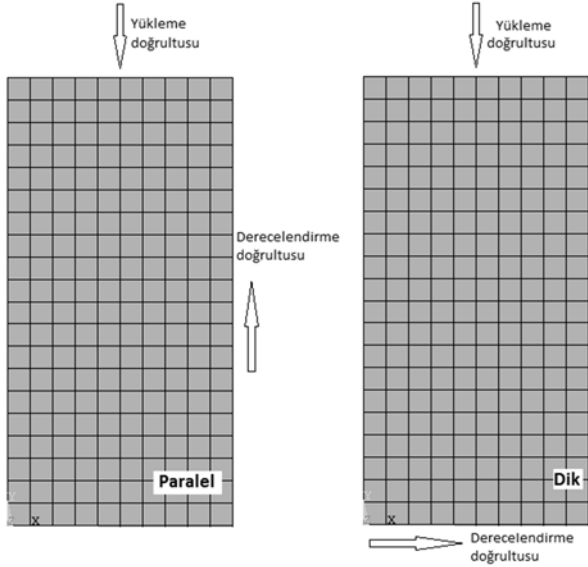 Yükleme
doğrultusu
Derecelendirme
doğrultusu
Paralel
Y
Z
X
Yükleme
doğrultusu
Dik
X
Derecelendirme
doğrultusu